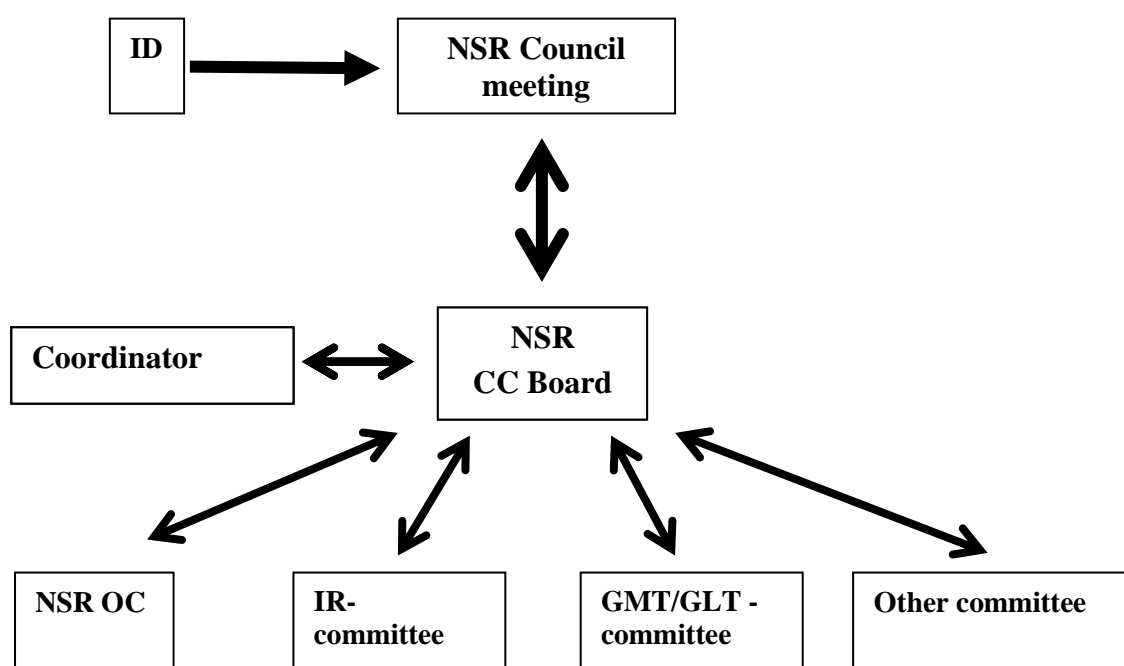 ID
NSR Council
meeting
Coordinator
NSR
CC Board
NSR OC
IR-
committee
GMT/GLT -
committee
Other committee